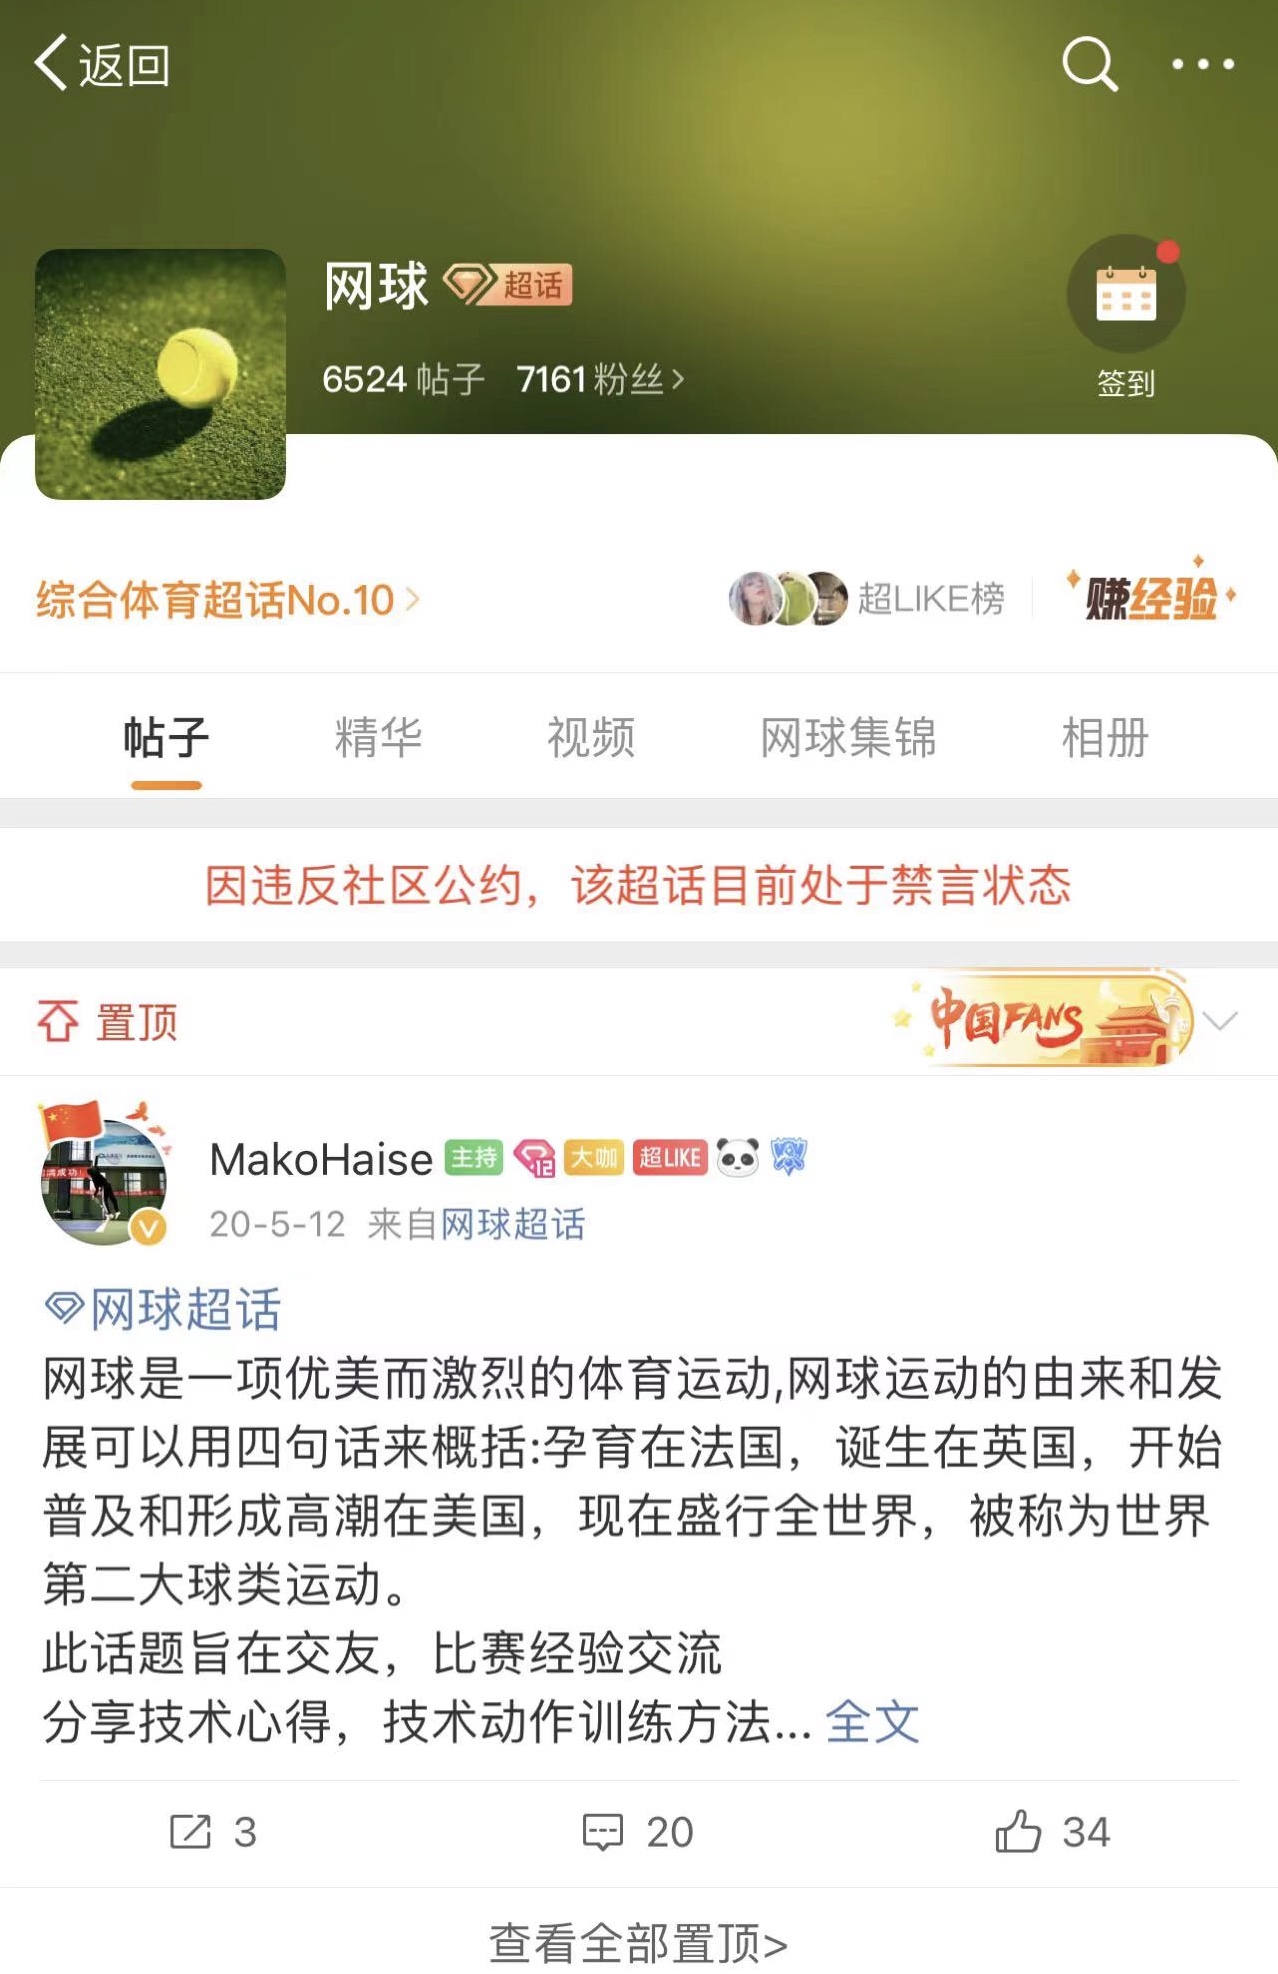 返回
网球 超话
6524 帖子 7161 粉丝>
签到
综合体育超话No.10 >
超LIKE榜
赚经验
帖子 精华 视频 网球集锦 相册
因违反社区公约，该超话目前处于禁言状态
置顶
中国FANS
MakoHaise 主持 12 大咖 超LIKE
20-5-12 来自网球超话
网球超话
网球是一项优美而激烈的体育运动,网球运动的由来和发
展可以用四句话来概括:孕育在法国，诞生在英国，开始
普及和形成高潮在美国，现在盛行全世界，被称为世界
第二大球类运动。
此话题旨在交友，比赛经验交流
分享技术心得，技术动作训练方法... 全文
3 20 34
查看全部置顶>